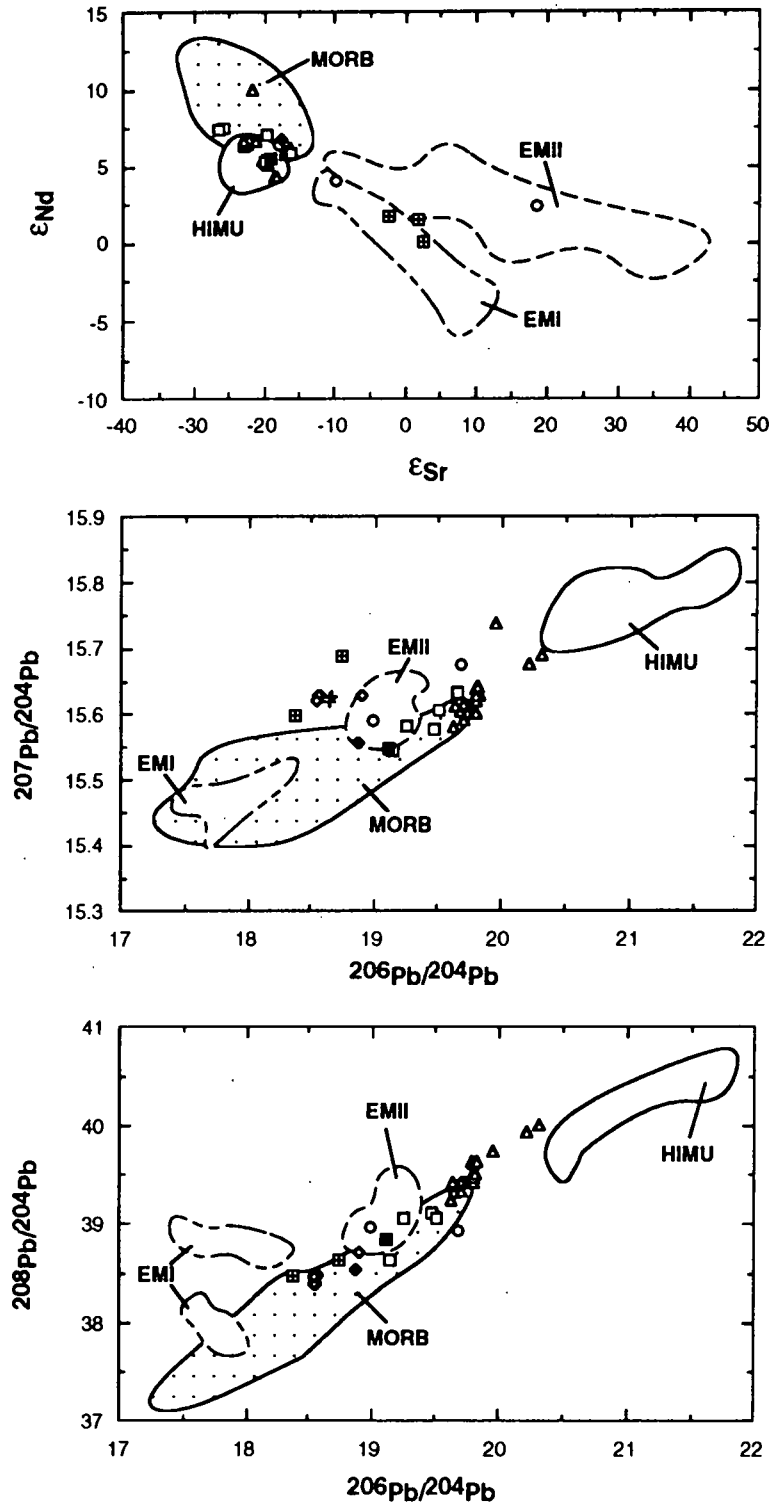 15
10
5
0
-5
-10
εNd
MORB
HIMU
EMII
EMI
-40 -30 -20 -10 0 10 20 30 40 50
εSr
15.9
15.8
15.7
15.6
15.5
15.4
15.3
207Pb/204Pb
EMII
HIMU
EMI
MORB
17 18 19 20 21 22
206Pb/204Pb
41
40
39
38
37
208Pb/204Pb
EMII
HIMU
EMI
MORB
17 18 19 20 21 22
206Pb/204Pb